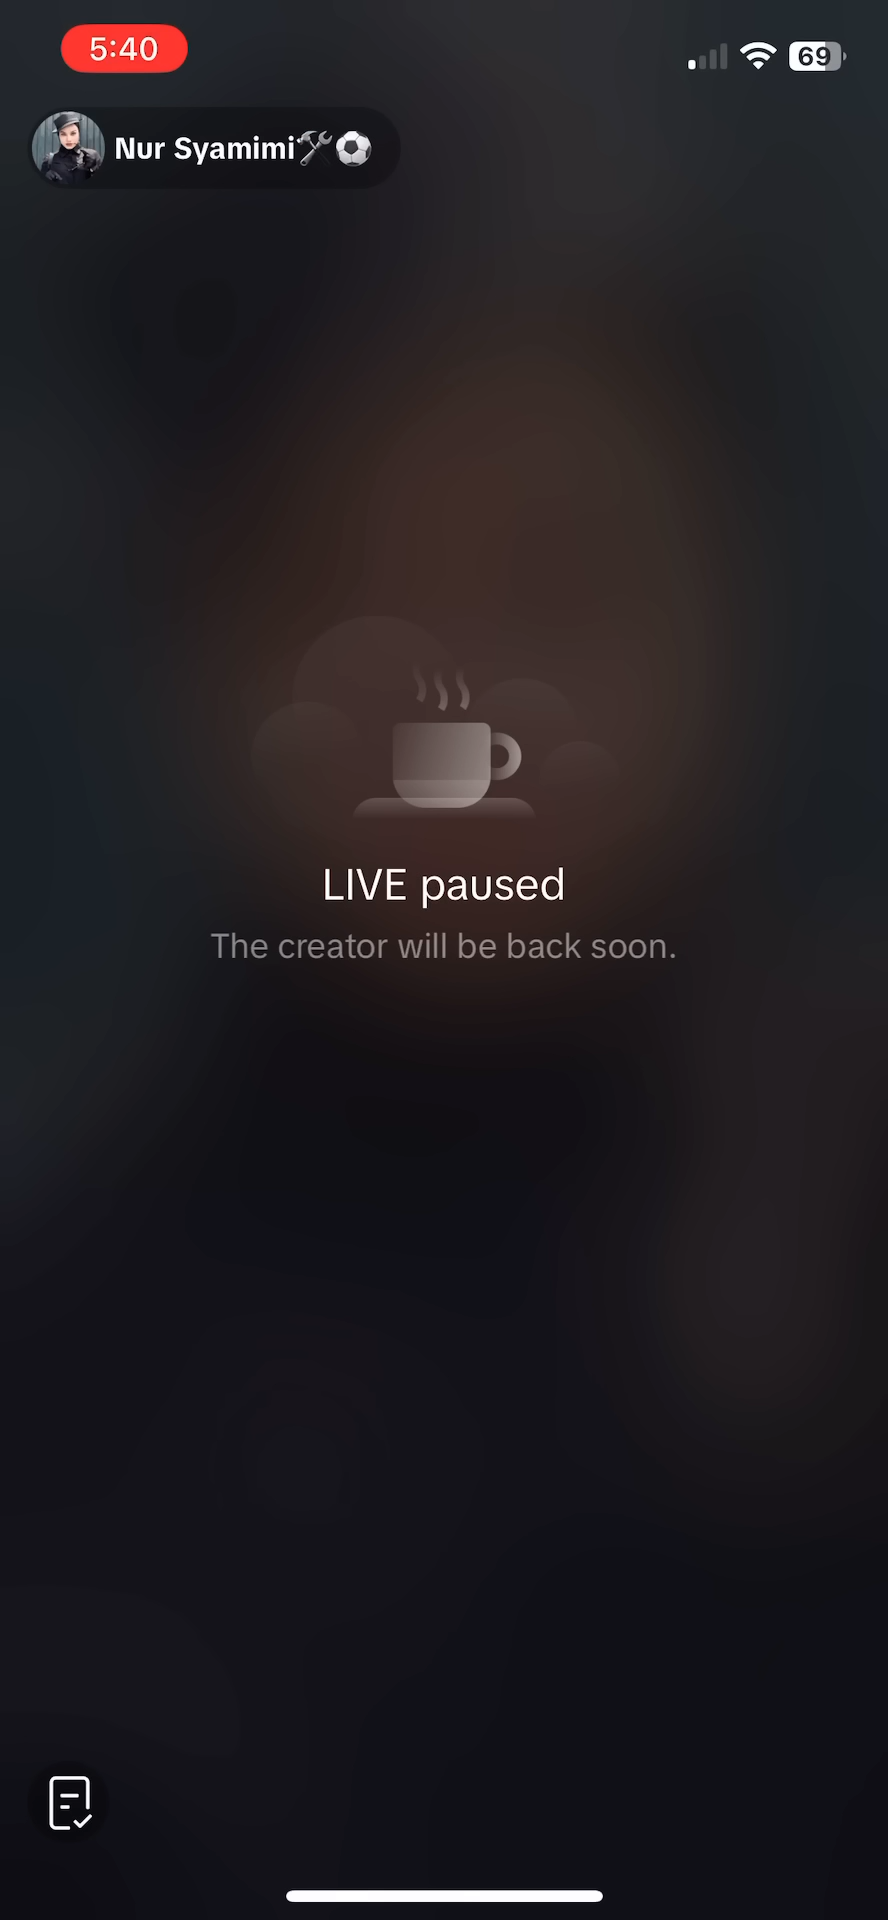 5:40
69
Nur Syamimi🛠️⚽
LIVE paused
The creator will be back soon.